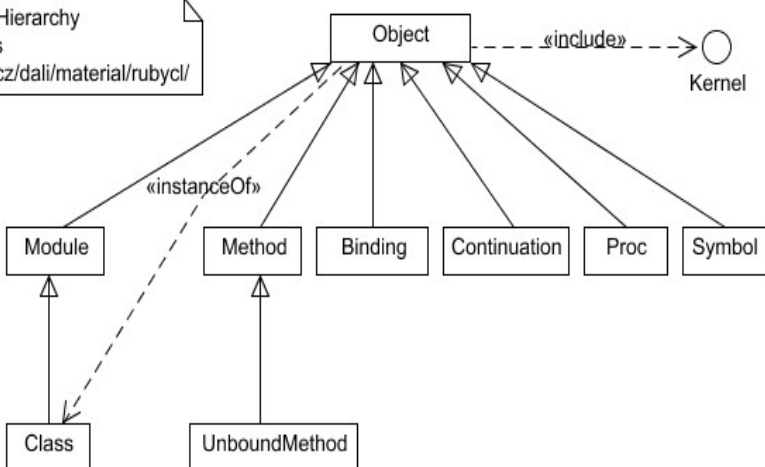 Hierarchy
s
cz/dali/material/rubycl/
Object
«include»
Kernel
«instanceOf»
Module
Method
Binding
Continuation
Proc
Symbol
Class
UnboundMethod